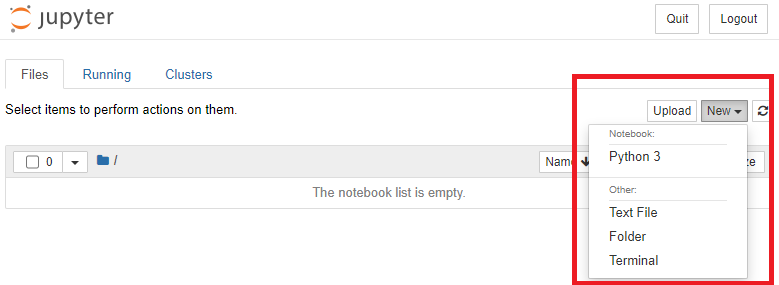 jupyter
Quit Logout
Files Running Clusters
Select items to perform actions on them.
Upload New
Notebook:
Python 3
0 / Name ze
The notebook list is empty.
Other:
Text File
Folder
Terminal